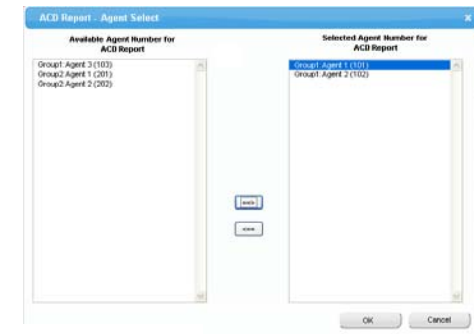 ACD Report - Agent Select
x
Available Agent Number for
ACD Report
Group1:Agent 3 (103)
Group2:Agent 1 (201)
Group2:Agent 2 (202)
Selected Agent Number for
ACD Report
Group1:Agent 1 (101)
Group1:Agent 2 (102)
OK
Cancel